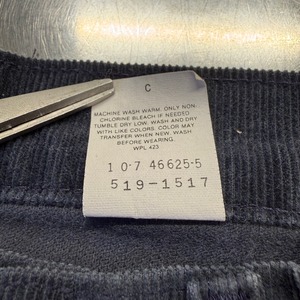 C
MACHINE WASH WARM. ONLY NON-
CHLORINE BLEACH IF NEEDED
TUMBLE DRY LOW. WASH AND DRY
WITH LIKE COLORS. COLOR MAY
TRANSFER WHEN NEW. WASH
BEFORE WEARING.
WPL 423
1 0-7 46625-5
519-1517